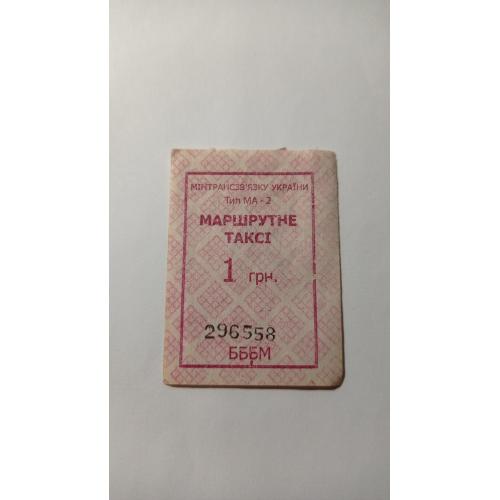 МІНТРАНСЗВ'ЯЗКУ УКРАЇНИ
Тип МА - 2
МАРШРУТНЕ
ТАКСІ
1 грн.
296558
БББМ